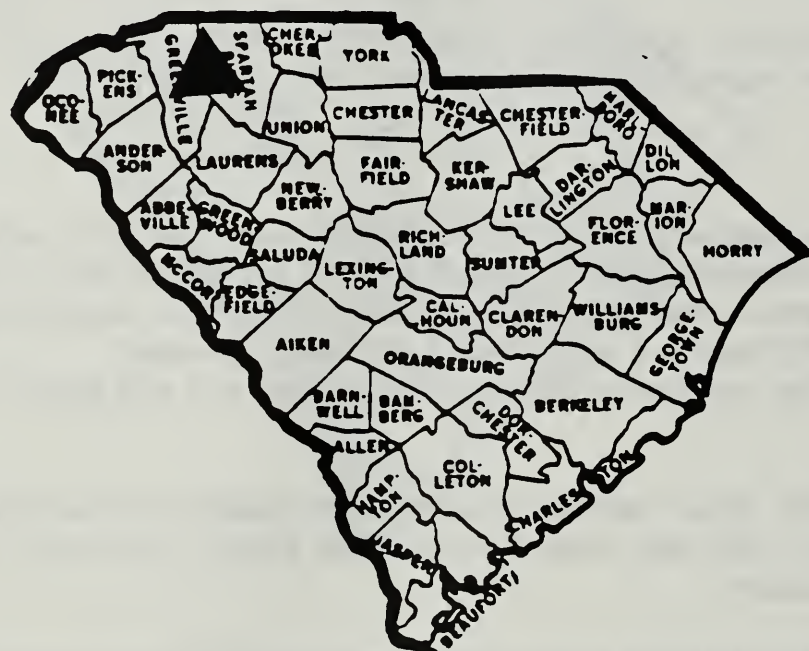 OCO-
NEE
PICK-
ENS
GREENVILLE
SPARTAN
CHER
OKEE
YORK
UNION
CHESTER
LANCAS
TER
CHESTER-
FIELD
MARL-
BORO
DIL
LON
ANDER-
SON
LAURENS
NEW-
BERRY
FAIR-
FIELD
KER-
SHAW
DAR-
LINGTON
LEE
FLOR-
ENCE
MAR-
ION
HORRY
ABBE-
VILLE
GREEN-
WOOD
MCCOR
EDGE-
FIELD
SALUDA
LEXING-
TON
RICH-
LAND
SUMTER
CAL-
HOUN
CLAREN-
DON
WILLIAMS-
BURG
GEORGE-
TOWN
AIKEN
ORANGEBURG
BARN-
WELL
BAM-
BERG
DOR-
CHESTER
BERKELEY
ALLEN
HAMP-
TON
COL-
LETON
CHARLES
TON
JASPER
BEAUFORT